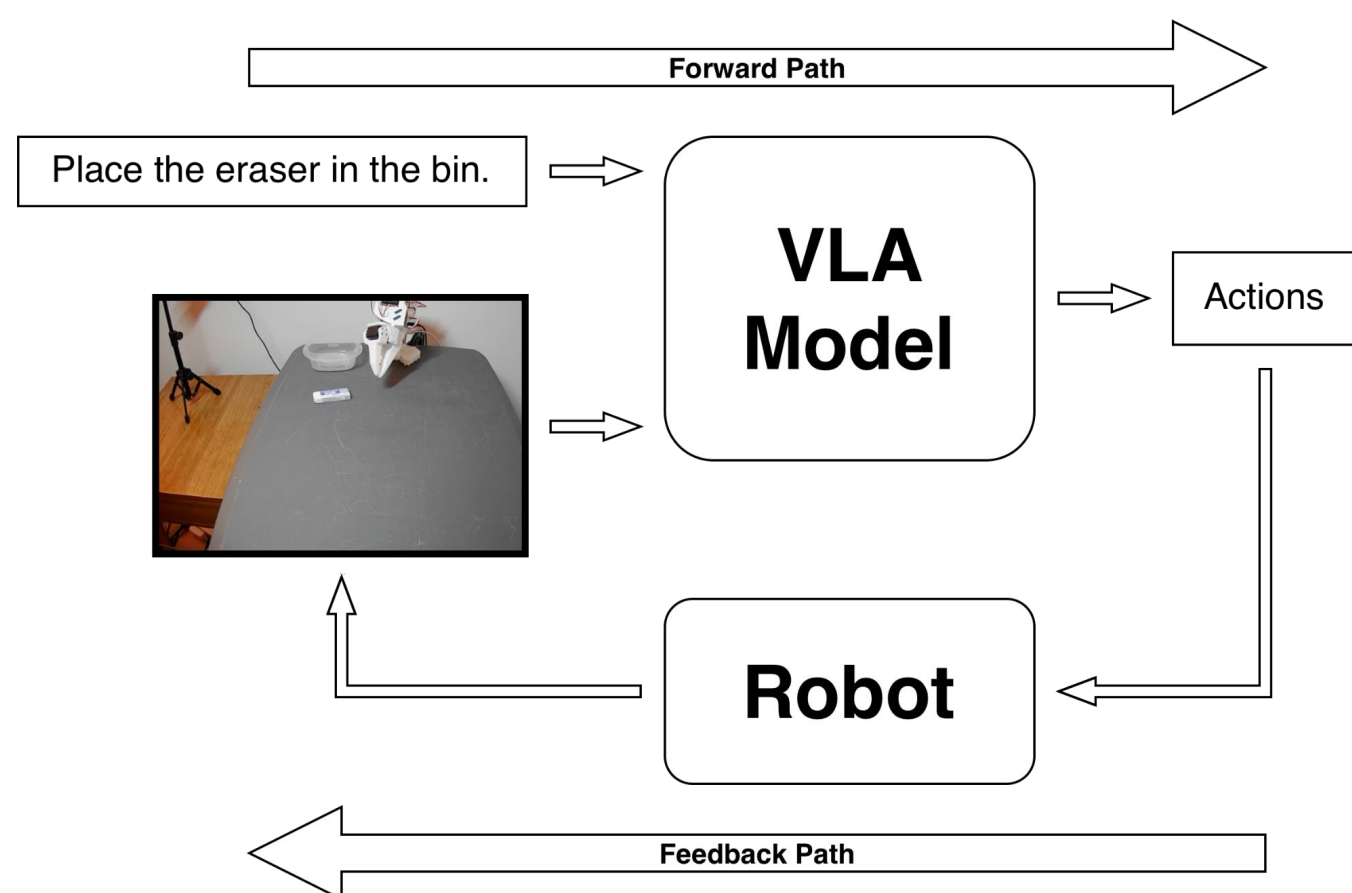 Forward Path
Place the eraser in the bin.
VLA
Model
Actions
Robot
Feedback Path